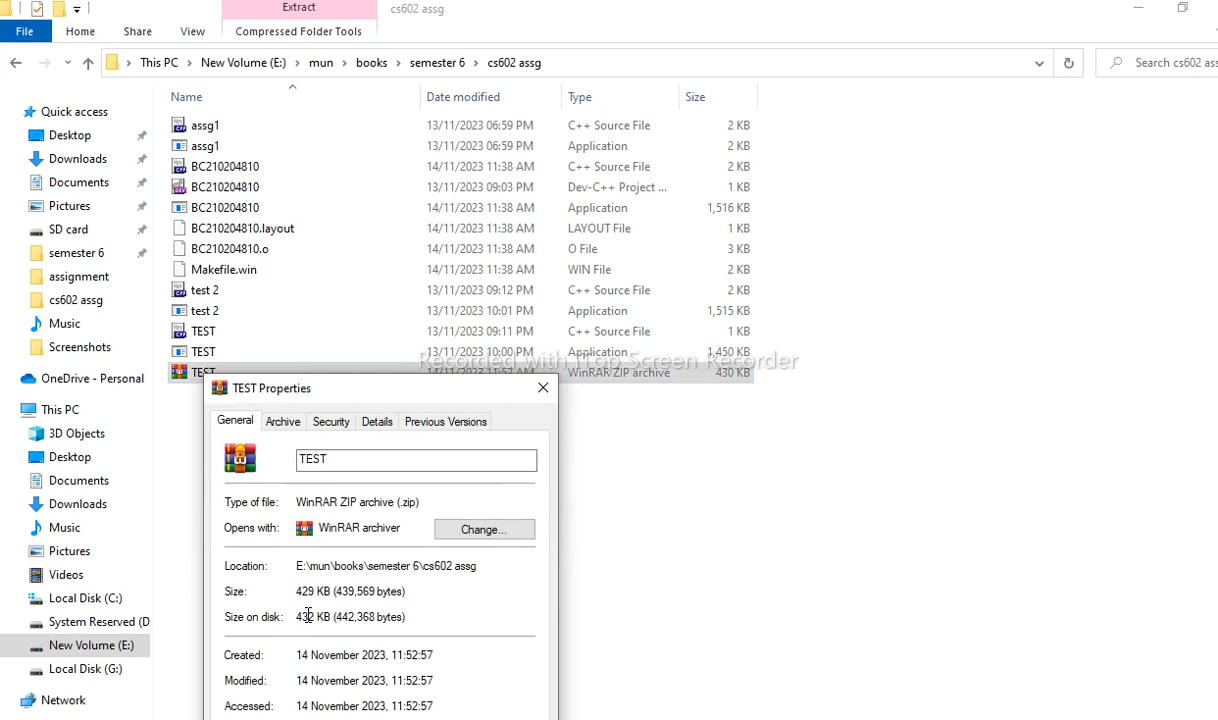 Extract
cs602 assg
File
Home
Share
View
Compressed Folder Tools
This PC
New Volume (E:)
mun
books
semester 6
cs602 assg
Search cs602 ass
Name
Date modified
Type
Size
Quick access
Desktop
Downloads
Documents
Pictures
SD card
semester 6
assignment
cs602 assg
Music
Screenshots
OneDrive - Personal
This PC
3D Objects
Desktop
Documents
Downloads
Music
Pictures
Videos
Local Disk (C:)
System Reserved (D
New Volume (E:)
Local Disk (G:)
Network
assg1 13/11/2023 06:59 PM C++ Source File 2 KB
assg1 13/11/2023 06:59 PM Application 2 KB
BC210204810 14/11/2023 11:38 AM C++ Source File 2 KB
BC210204810 13/11/2023 09:03 PM Dev-C++ Project ... 1 KB
BC210204810 14/11/2023 11:38 AM Application 1,516 KB
BC210204810.layout 14/11/2023 11:38 AM LAYOUT File 1 KB
BC210204810.o 14/11/2023 11:38 AM O File 3 KB
Makefile.win 14/11/2023 11:38 AM WIN File 1 KB
test 2 13/11/2023 09:12 PM C++ Source File 2 KB
test 2 13/11/2023 10:01 PM Application 1,515 KB
TEST 13/11/2023 09:11 PM C++ Source File 1 KB
TEST 13/11/2023 10:00 PM Application 1,450 KB
Recorded with iTop Screen Recorder
TEST 14/11/2023 11:52 AM WinRAR ZIP archive 430 KB
TEST Properties
General
Archive
Security
Details
Previous Versions
TEST
Type of file: WinRAR ZIP archive (.zip)
Opens with: WinRAR archiver
Change...
Location: E:\mun\books\semester 6\cs602 assg
Size: 429 KB (439,569 bytes)
Size on disk: 432 KB (442,368 bytes)
Created: 14 November 2023, 11:52:57
Modified: 14 November 2023, 11:52:57
Accessed: 14 November 2023, 11:52:57